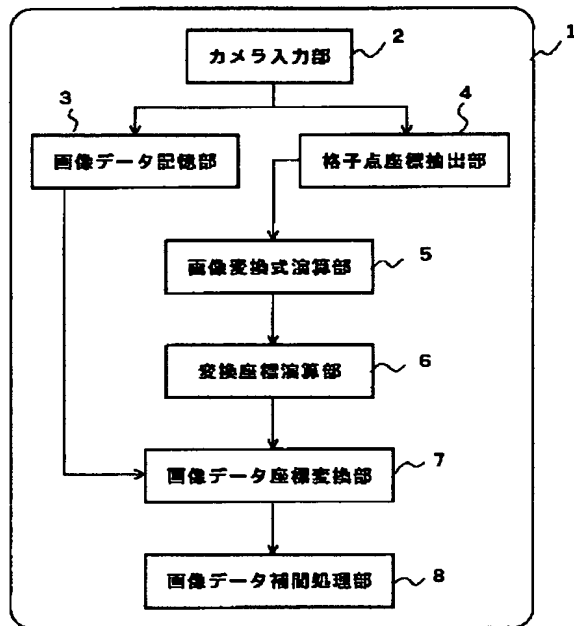 1
カメラ入力部
2
3
画像データ記憶部
4
格子点座標抽出部
画像変換式演算部
5
変換座標演算部
6
画像データ座標変換部
7
画像データ補間処理部
8